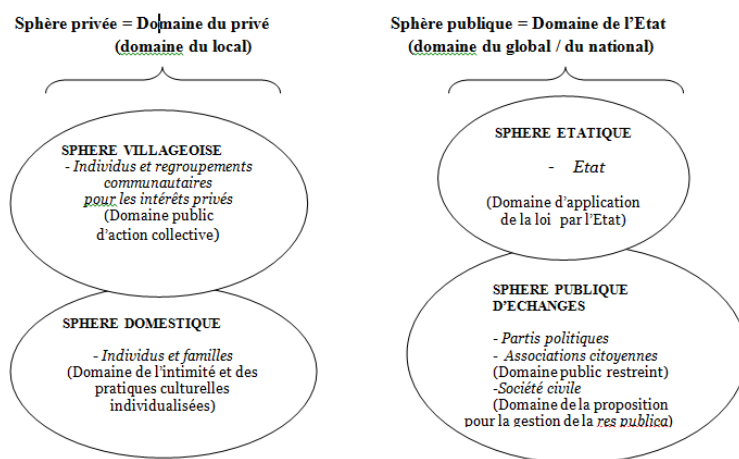 Sphère privée = Domaine du privé
(domaine du local)
SPHERE VILLAGEOISE
- Individus et regroupements
communautaires
pour les intérêts privés
(Domaine public
d'action collective)
SPHERE DOMESTIQUE
- Individus et familles
(Domaine de l'intimité et des
pratiques culturelles
individualisées)
Sphère publique = Domaine de l'Etat
(domaine du global / du national)
SPHERE ETATIQUE
- Etat
(Domaine d'application
de la loi par l'Etat)
SPHERE PUBLIQUE
D'ECHANGES
- Partis politiques
- Associations citoyennes
(Domaine public restreint)
-Société civile
(Domaine de la proposition
pour la gestion de la res publica)